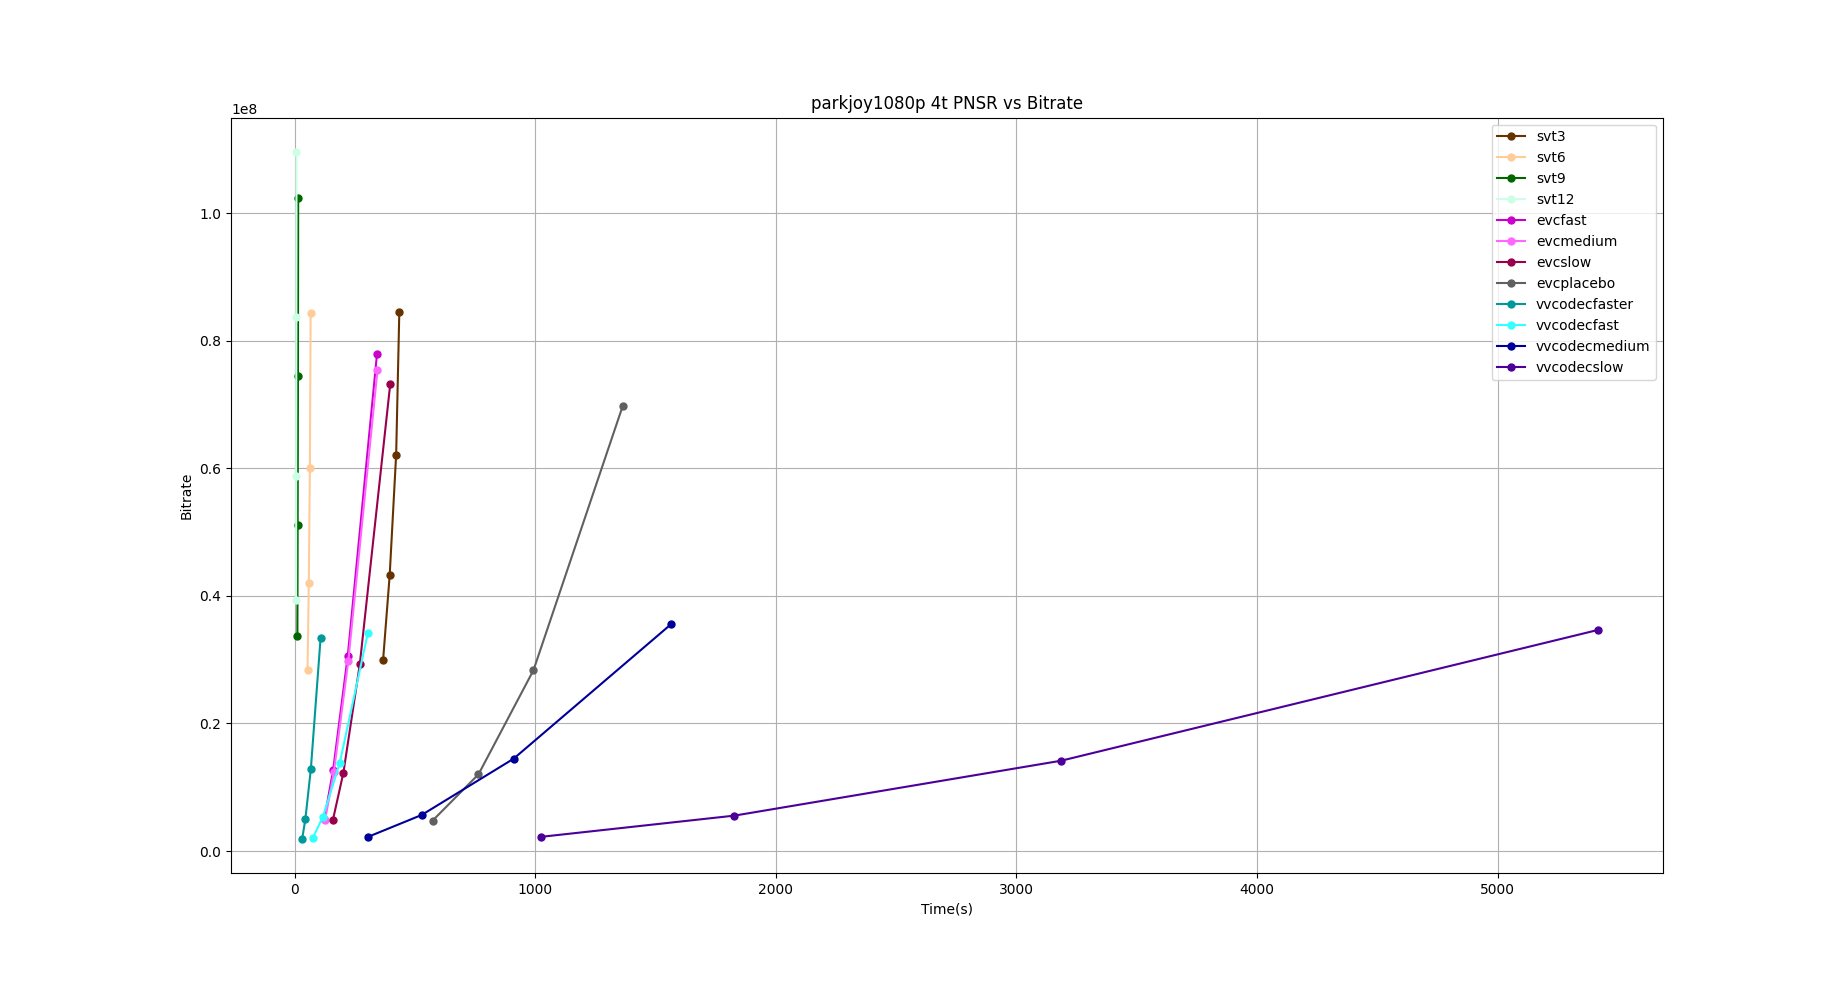 parkjoy1080p 4t PNSR vs Bitrate
1e8
svt3
svt6
svt9
svt12
evcfast
evcmedium
evcslow
evcplacebo
vvcodecfaster
vvcodecfast
vvcodecmedium
vvcodecslow
1.0
0.8
0.6
0.4
0.2
0.0
Bitrate
0 1000 2000 3000 4000 5000
Time(s)